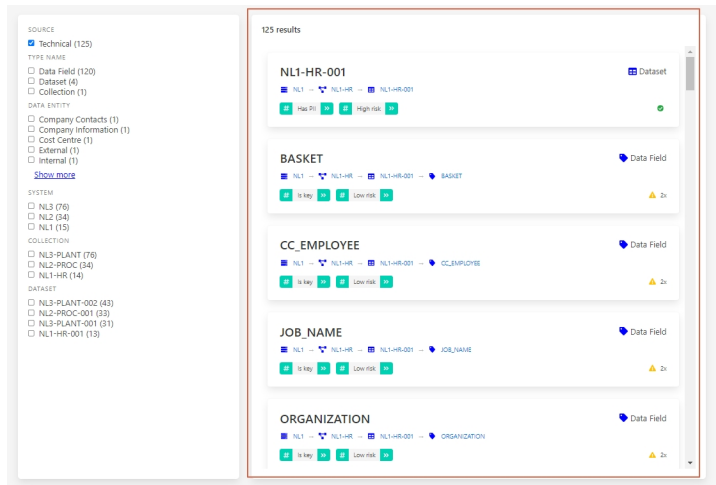 SOURCE
Technical (125)
TYPE NAME
Data Field (120)
Dataset (4)
Collection (1)
DATA ENTITY
Company Contacts (1)
Company Information (1)
Cost Centre (1)
External (1)
Internal (1)
Show more
SYSTEM
NL3 (76)
NL2 (34)
NL1 (15)
COLLECTION
NL3-PLANT (76)
NL2-PROC (34)
NL1-HR (14)
DATASET
NL3-PLANT-002 (43)
NL2-PROC-001 (33)
NL3-PLANT-001 (31)
NL1-HR-001 (13)
125 results
NL1-HR-001 Dataset
NL1 → NL1-HR → NL1-HR-001
# Has PII » # High risk »
BASKET Data Field
NL1 → NL1-HR → NL1-HR-001 → BASKET
# Is key » # Low risk » 2x
CC_EMPLOYEE Data Field
NL1 → NL1-HR → NL1-HR-001 → CC_EMPLOYEE
# Is key » # Low risk » 2x
JOB_NAME Data Field
NL1 → NL1-HR → NL1-HR-001 → JOB_NAME
# Is key » # Low risk » 2x
ORGANIZATION Data Field
NL1 → NL1-HR → NL1-HR-001 → ORGANIZATION
# Is key » # Low risk » 2x